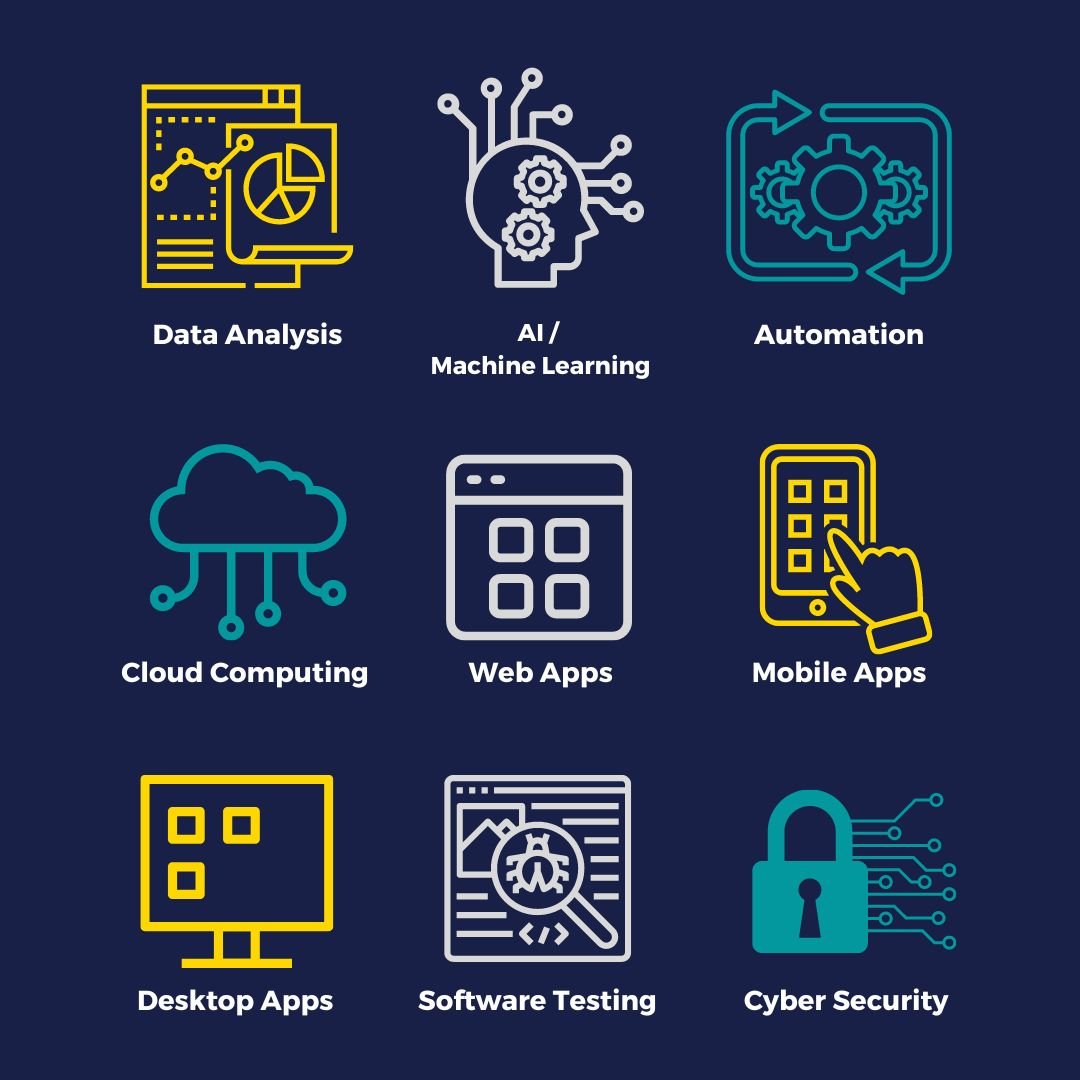 Data Analysis
AI /
Machine Learning
Automation
Cloud Computing
Web Apps
Mobile Apps
Desktop Apps
Software Testing
Cyber Security